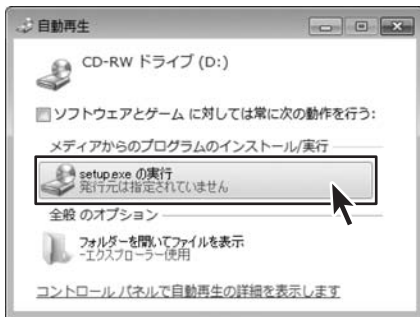 自動再生
CD-RW ドライブ (D:)
ソフトウェアとゲーム に対しては常に次の動作を行う:
メディアからのプログラムのインストール/実行
setup.exe の実行
発行元は指定されていません
全般 のオプション
フォルダーを開いてファイルを表示
-エクスプローラー使用
コントロール パネルで自動再生の詳細を表示します